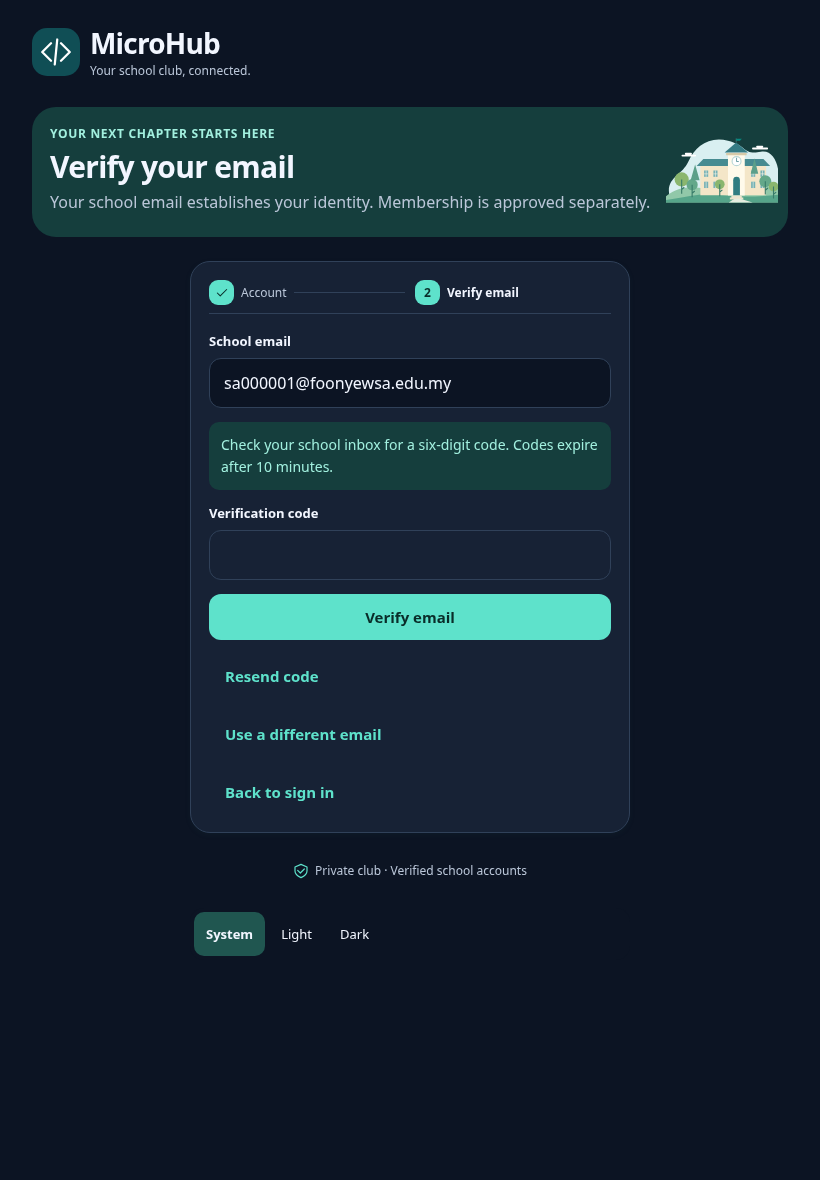 MicroHub
Your school club, connected.
YOUR NEXT CHAPTER STARTS HERE
Verify your email
Your school email establishes your identity. Membership is approved separately.
Account
2 Verify email
School email
sa000001@foonyewsa.edu.my
Check your school inbox for a six-digit code. Codes expire
after 10 minutes.
Verification code
Verify email
Resend code
Use a different email
Back to sign in
Private club · Verified school accounts
System Light Dark